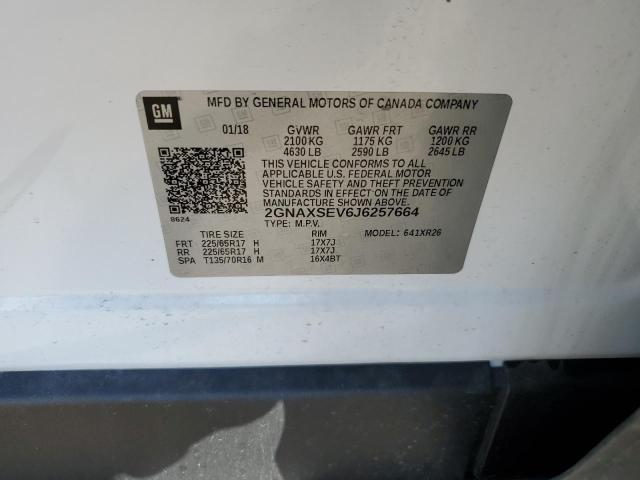 GM MFD BY GENERAL MOTORS OF CANADA COMPANY
01/18 GVWR GAWR FRT GAWR RR
2100 KG 1175 KG 1200 KG
4630 LB 2590 LB 2645 LB
THIS VEHICLE CONFORMS TO ALL
APPLICABLE U.S. FEDERAL MOTOR
VEHICLE SAFETY AND THEFT PREVENTION
STANDARDS IN EFFECT ON THE DATE
OF MANUFACTURE SHOWN ABOVE.
8624 2GNAXSEV6J6257664
TYPE: M.P.V.
TIRE SIZE RIM MODEL: 641XR26
FRT 225/65R17 H 17X7J
RR 225/65R17 H 17X7J
SPA T135/70R16 M 16X4BT